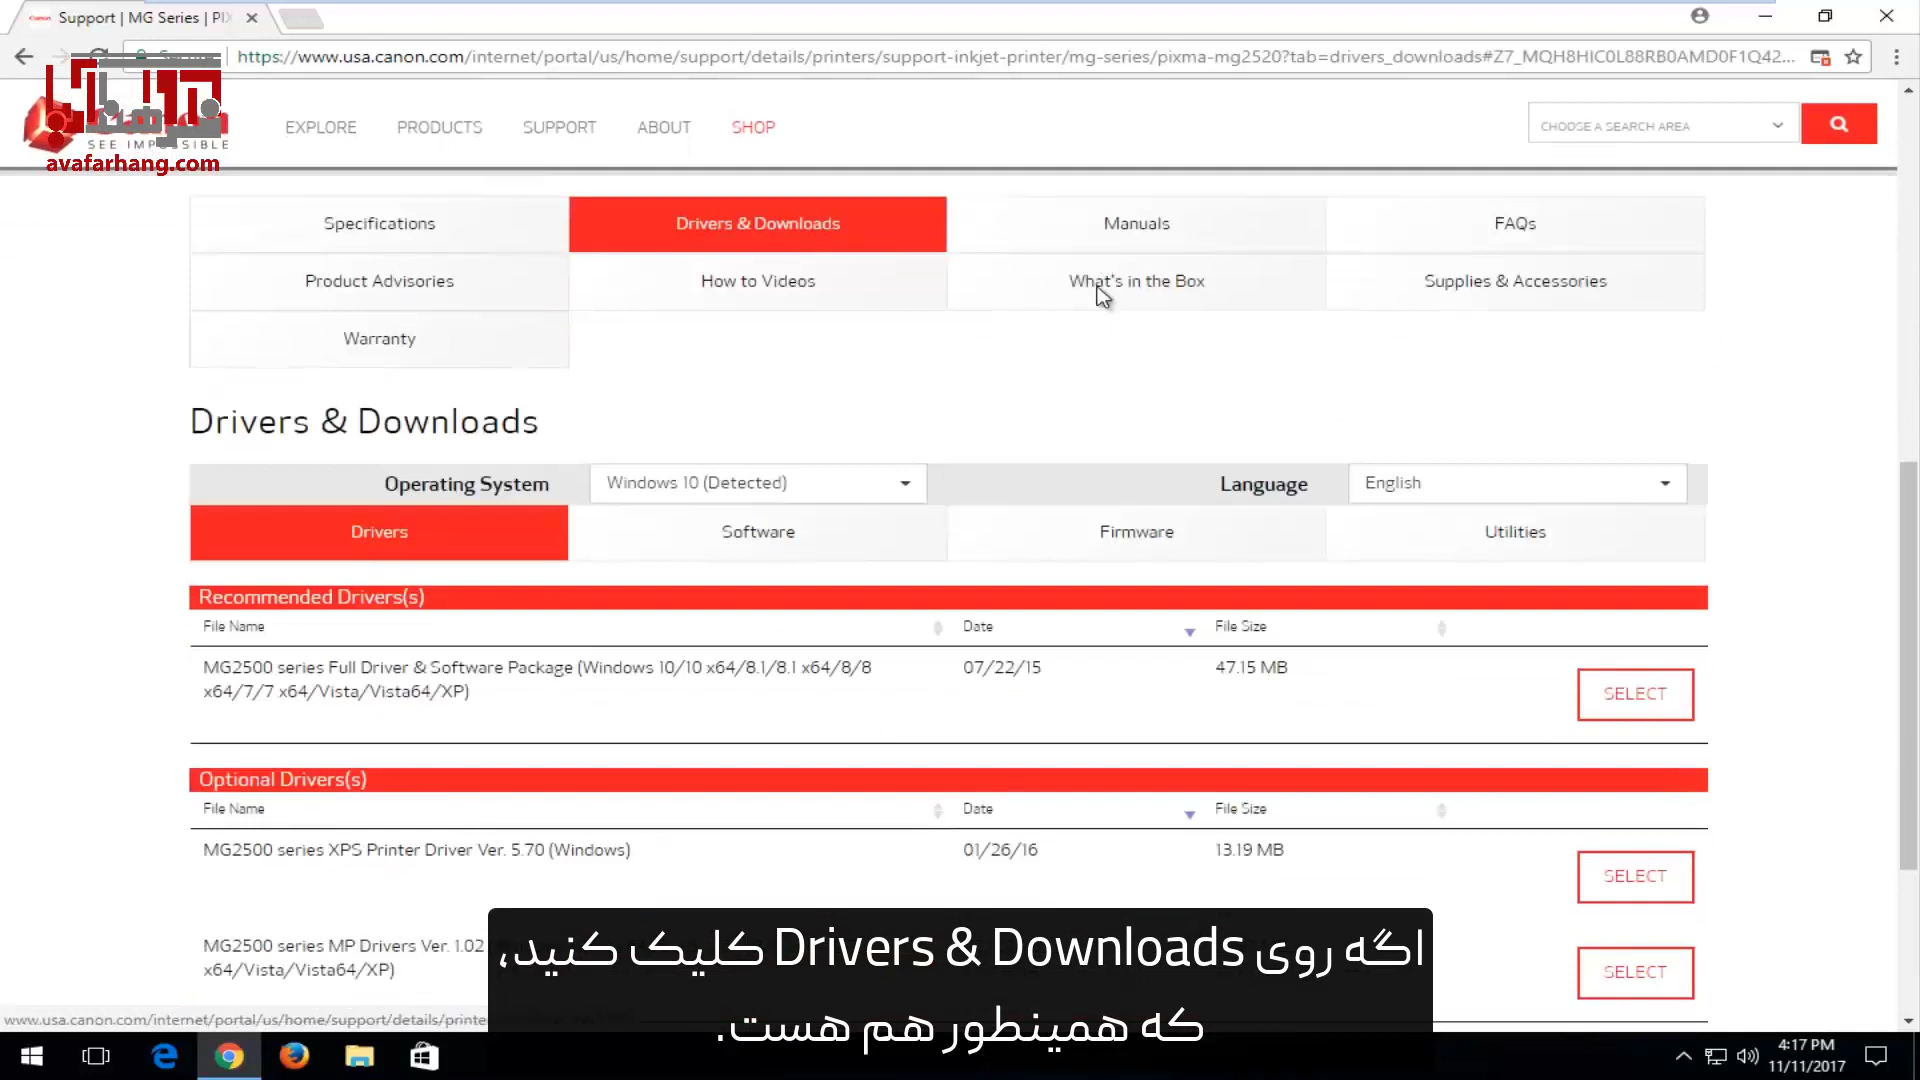 Support | MG Series | PI
https://www.usa.canon.com/internet/portal/us/home/support/details/printers/support-inkjet-printer/mg-series/pixma-mg2520?tab=drivers_downloads#Z7_MQH8HIC0L88RB0AMD0F1Q42...
SEE IMPOSSIBLE
avafarhang.com
EXPLORE PRODUCTS SUPPORT ABOUT SHOP
CHOOSE A SEARCH AREA
Specifications Drivers & Downloads Manuals FAQs
Product Advisories How to Videos What's in the Box Supplies & Accessories
Warranty
Drivers & Downloads
Operating System Windows 10 (Detected) Language English
Drivers Software Firmware Utilities
Recommended Drivers(s)
File Name Date File Size
MG2500 series Full Driver & Software Package (Windows 10/10 x64/8.1/8.1 x64/8/8 07/22/15 47.15 MB
x64/7/7 x64/Vista/Vista64/XP)
SELECT
Optional Drivers(s)
File Name Date File Size
MG2500 series XPS Printer Driver Ver. 5.70 (Windows) 01/26/16 13.19 MB
SELECT
MG2500 series MP Drivers Ver. 1.02
x64/Vista/Vista64/XP)
SELECT
اگه روی Drivers & Downloads کلیک کنید,
که همینطور هم هست.
www.usa.canon.com/internet/portal/us/home/support/details/printe
4:17 PM
11/11/2017